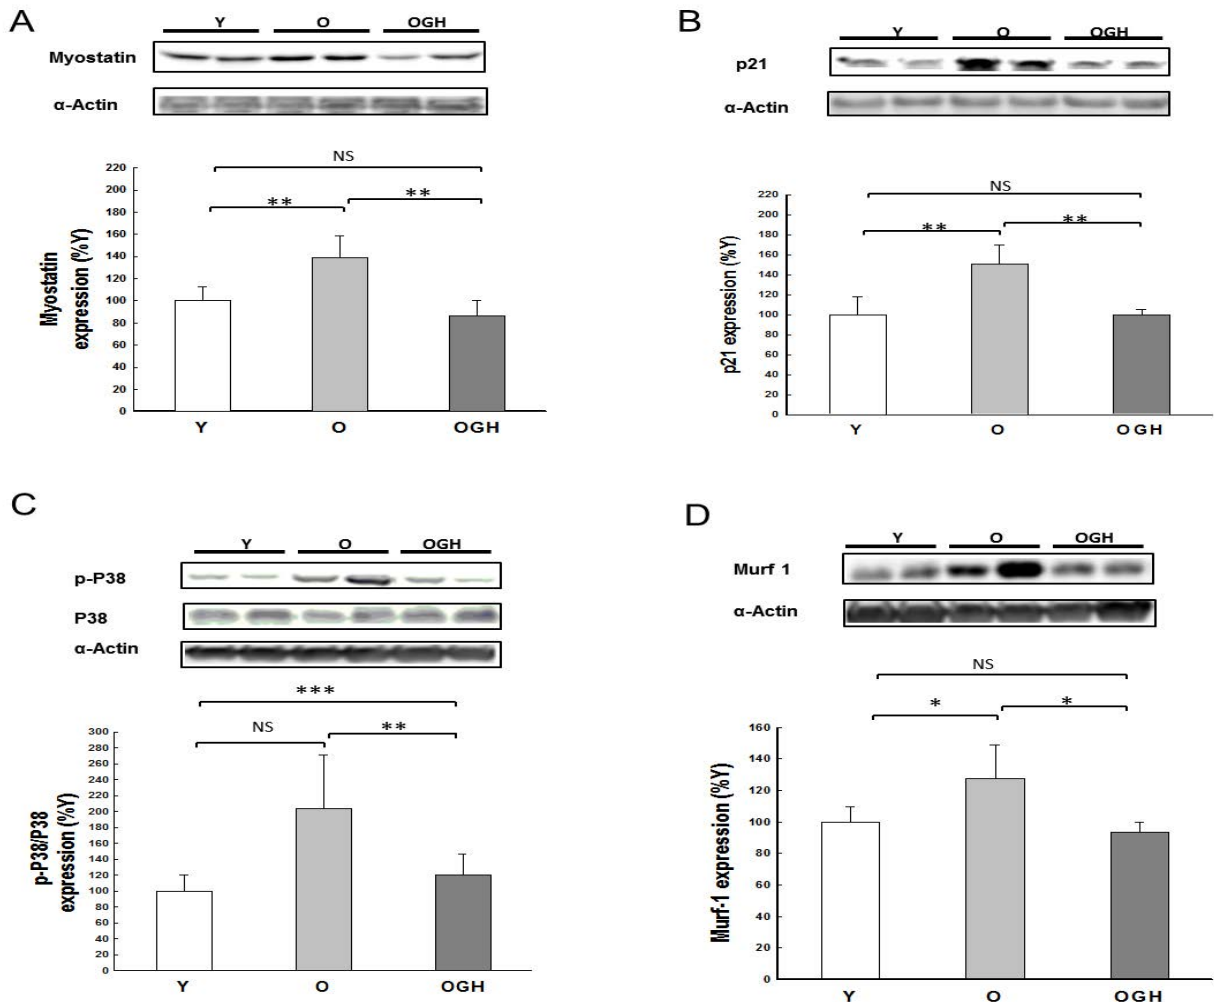 A
Y O OGH
Myostatin
α-Actin
NS
** **
220
200
180
160
140
120
100
80
60
40
20
0
Myostatin
expression (%Y)
Y O OGH
B
Y O OGH
p21
α-Actin
NS
** **
220
200
180
160
140
120
100
80
60
40
20
0
p21 expression (%Y)
Y O OGH
C
Y O OGH
p-P38
P38
α-Actin
***
NS **
300
280
260
240
220
200
180
160
140
120
100
80
60
40
20
0
p-P38/P38
expression (%Y)
Y O OGH
D
Y O OGH
Murf 1
α-Actin
NS
* *
160
140
120
100
80
60
40
20
0
Murf-1 expression (%Y)
Y O OGH